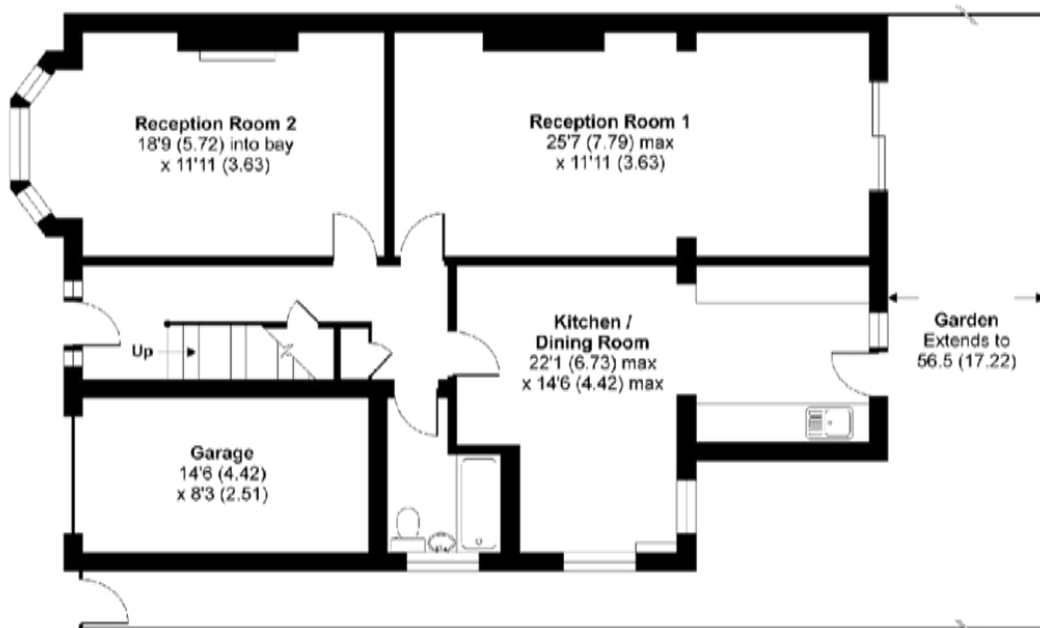 Reception Room 2
18'9 (5.72) into bay
x 11'11 (3.63)
Reception Room 1
25'7 (7.79) max
x 11'11 (3.63)
Up
Kitchen /
Dining Room
22'1 (6.73) max
x 14'6 (4.42) max
Garden
Extends to
56.5 (17.22)
Garage
14'6 (4.42)
x 8'3 (2.51)